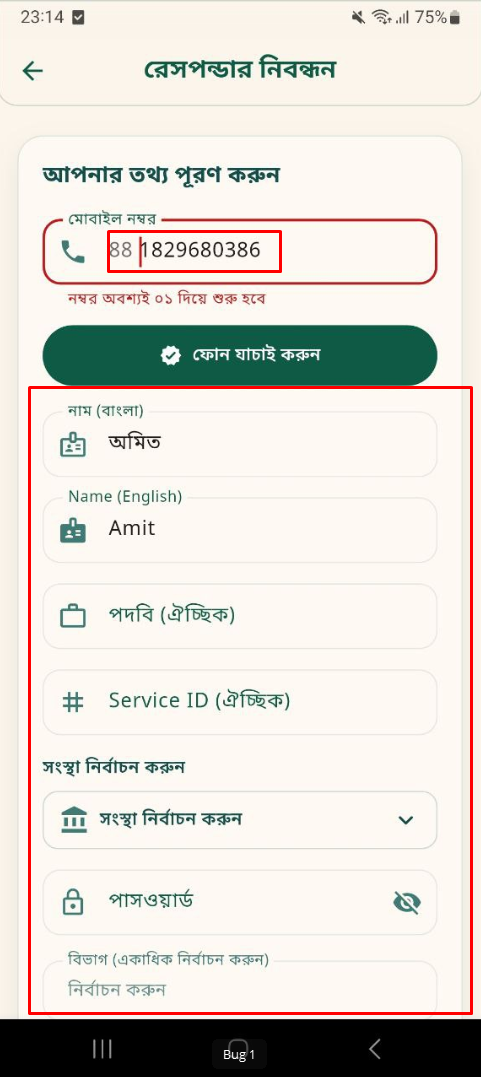 23:14 75%
রেসপন্ডার নিবন্ধন
আপনার তথ্য পূরণ করুন
মোবাইল নম্বর
88 1829680386
নম্বর অবশ্যই ০১ দিয়ে শুরু হবে
ফোন যাচাই করুন
নাম (বাংলা)
অমিত
Name (English)
Amit
পদবি (ঐচ্ছিক)
Service ID (ঐচ্ছিক)
সংস্থা নির্বাচন করুন
সংস্থা নির্বাচন করুন
পাসওয়ার্ড
বিভাগ (একাধিক নির্বাচন করুন)
নির্বাচন করুন
Bug 1